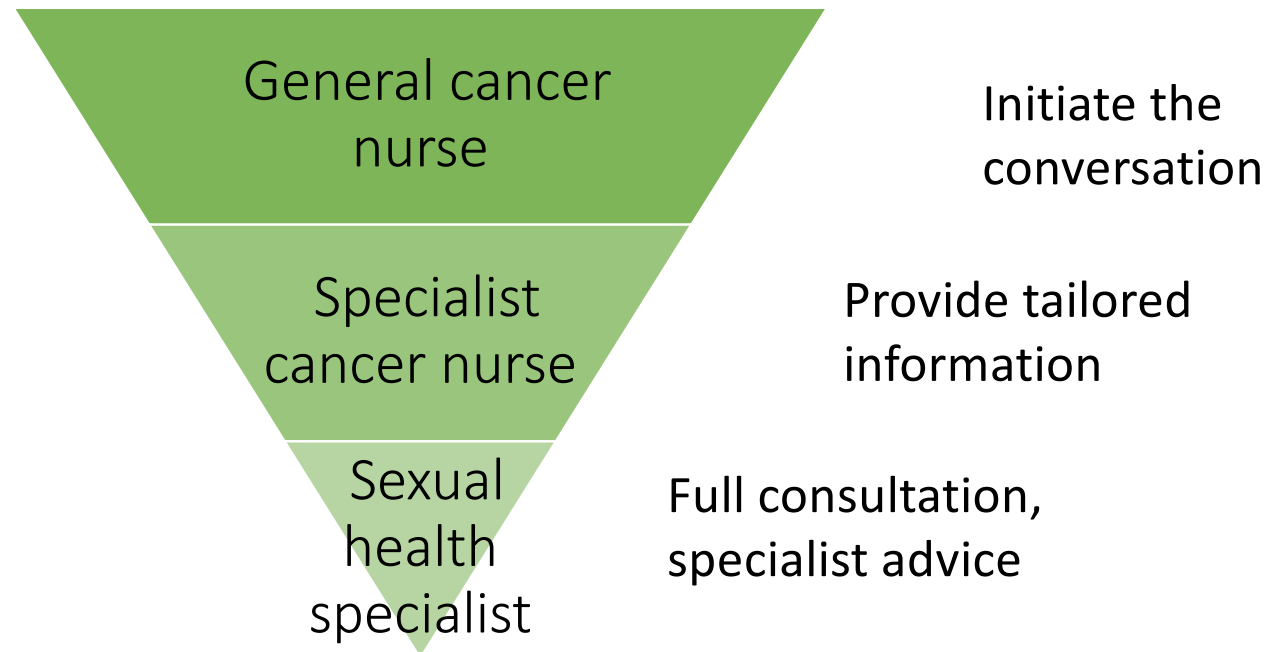 General cancer
nurse
Initiate the
conversation
Specialist
cancer nurse
Provide tailored
information
Sexual
health
specialist
Full consultation,
specialist advice